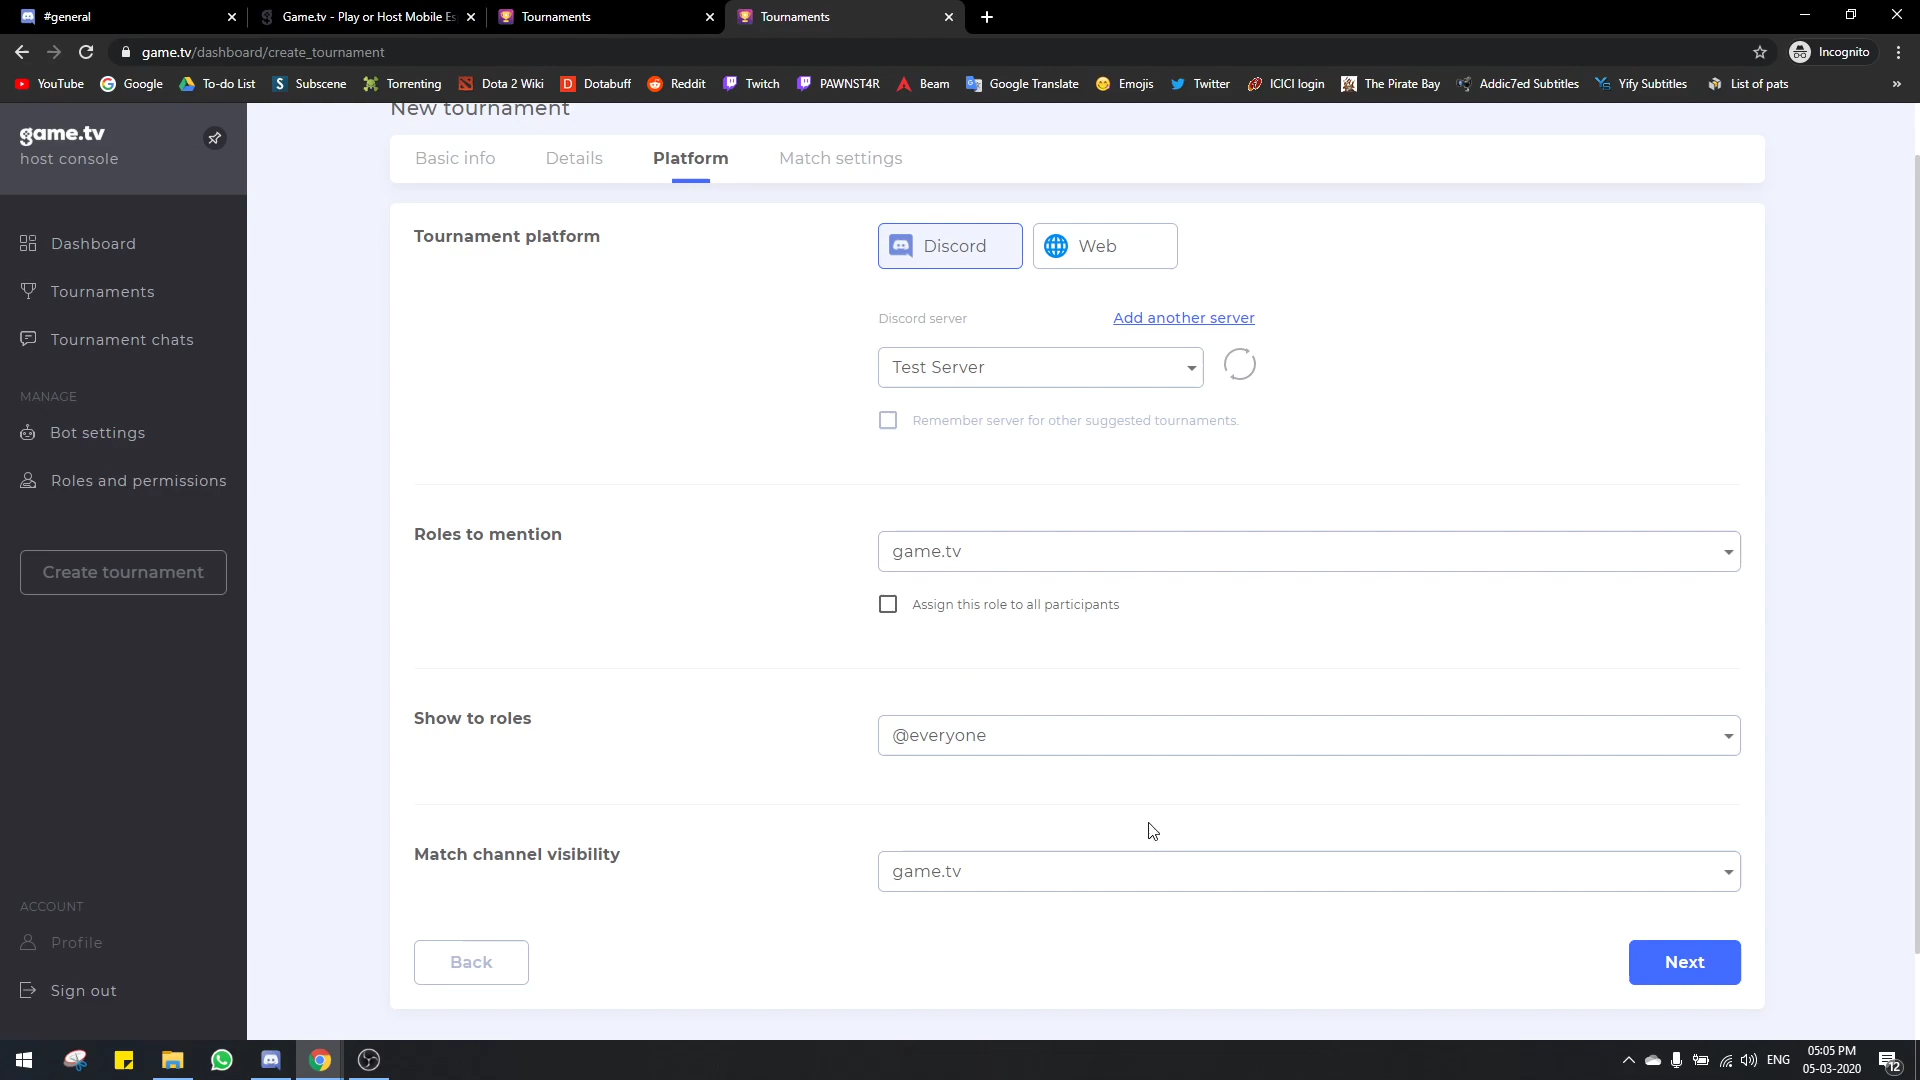 #general
Game.tv - Play or Host Mobile Es
Tournaments
Tournaments
game.tv/dashboard/create_tournament
Incognito
YouTube
Google
To-do List
Subscene
Torrenting
Dota 2 Wiki
Dotabuff
Reddit
Twitch
PAWNST4R
Beam
Google Translate
Emojis
Twitter
ICICI login
The Pirate Bay
Addic7ed Subtitles
Yify Subtitles
List of pats
»
game.tv
host console
Dashboard
Tournaments
Tournament chats
MANAGE
Bot settings
Roles and permissions
Create tournament
ACCOUNT
Profile
Sign out
New tournament
Basic info
Details
Platform
Match settings
Tournament platform
Discord
Web
Discord server
Add another server
Test Server
Remember server for other suggested tournaments.
Roles to mention
game.tv
Assign this role to all participants
Show to roles
@everyone
Match channel visibility
game.tv
Back
Next
ENG
05:05 PM
05-03-2020
12